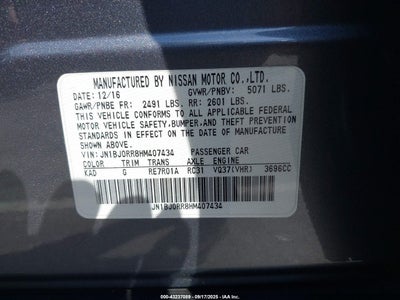 MANUFACTURED BY NISSAN MOTOR CO.,LTD.
DATE:12/16 GVWR/PNBV: 5071 LBS.
GAWR/PNBE FR: 2491 LBS. RR: 2601 LBS.
THIS VEHICLE CONFORMS TO ALL APPLICABLE FEDERAL
MOTOR VEHICLE SAFETY,BUMPER,AND THEFT PREVENTION
STANDARDS IN EFFECT ON THE DATE OF MANUFACTURE
SHOWN ABOVE.
VIN:JN1BJ0RR8HM407434 PASSENGER CAR
COLOR TRIM TRANS AXLE ENGINE
KAD G RE7R01A RC31 VQ37(VHR) 3696CC
JN1BJ0RR8HM407434
ID: 43237089 - 09/17/2025 - IAA Inc.